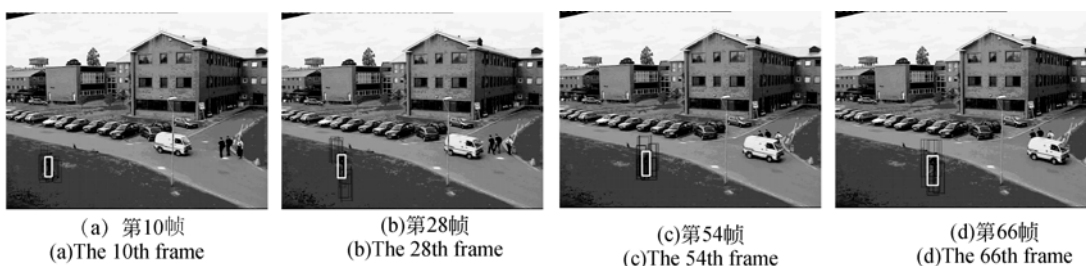 (a) 第10帧
(a)The 10th frame
(b)第28帧
(b)The 28th frame
(c)第54帧
(c)The 54th frame
(d)第66帧
(d)The 66th frame